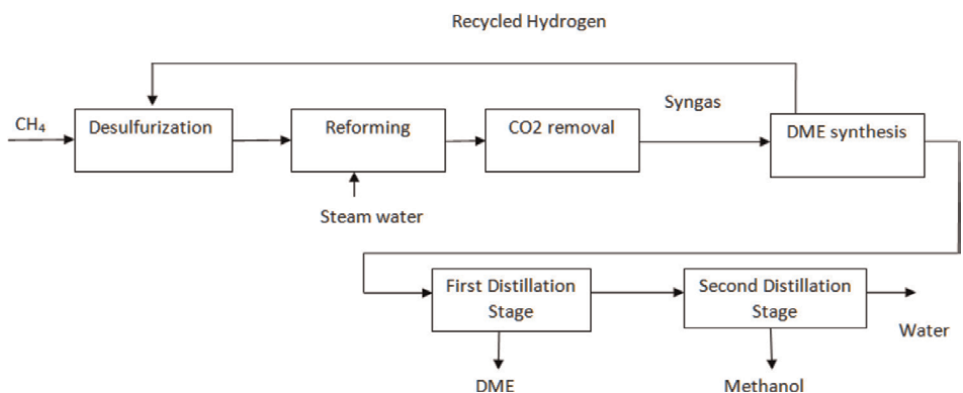 Recycled Hydrogen
CH₄
Desulfurization
Reforming
CO2 removal
Syngas
DME synthesis
Steam water
First Distillation
Stage
Second Distillation
Stage
Water
DME
Methanol